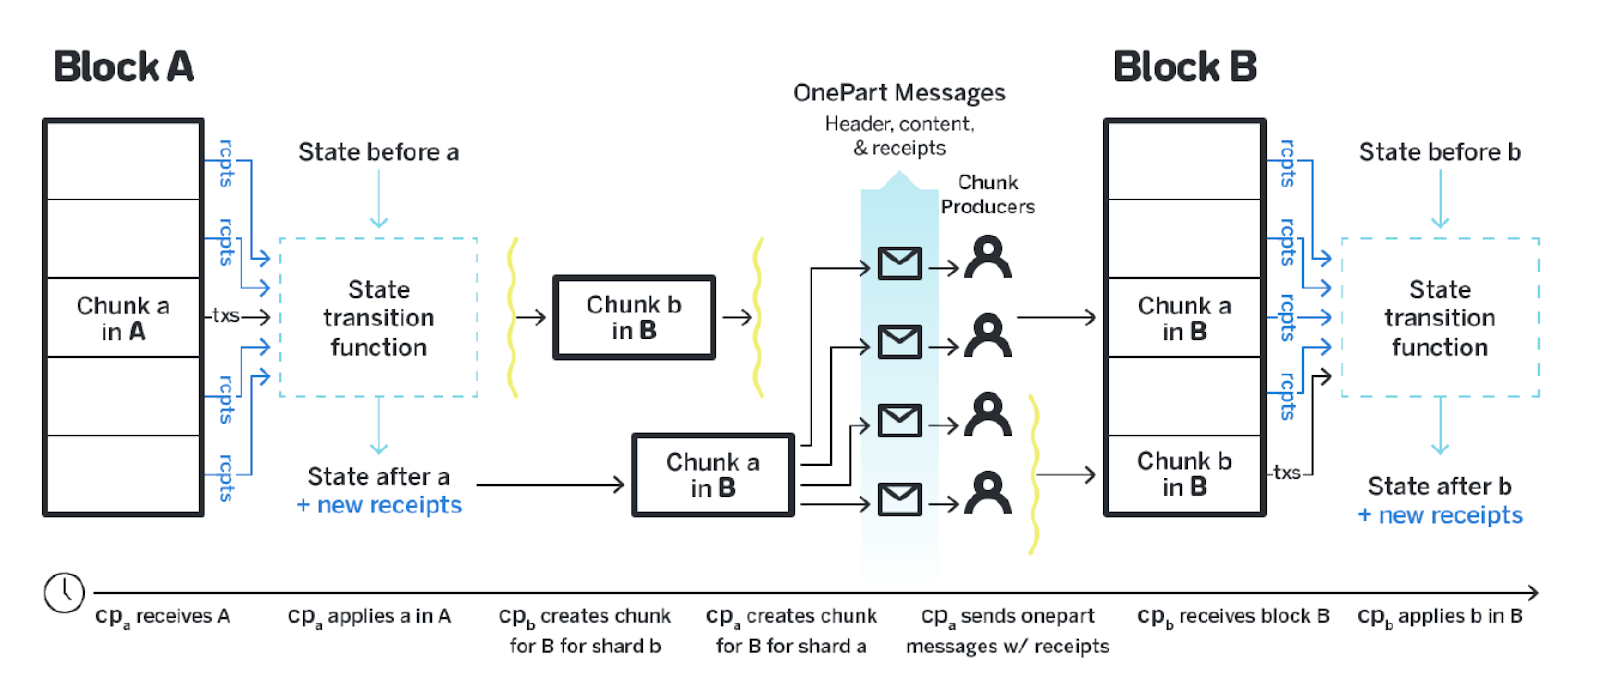 Block A
rcpts
rcpts
Chunk a
in A
txs
rcpts
rcpts
State before a
State
transition
function
State after a
+ new receipts
Chunk b
in B
Chunk a
in B
OnePart Messages
Header, content,
& receipts
Chunk
Producers
Block B
rcpts
rcpts
Chunk a
in B
rcpts
rcpts
Chunk b
in B
txs
State before b
State
transition
function
State after b
+ new receipts
cpa receives A
cpa applies a in A
cpb creates chunk
for B for shard b
cpa creates chunk
for B for shard a
cpa sends onepart
messages w/ receipts
cpb receives block B
cpb applies b in B